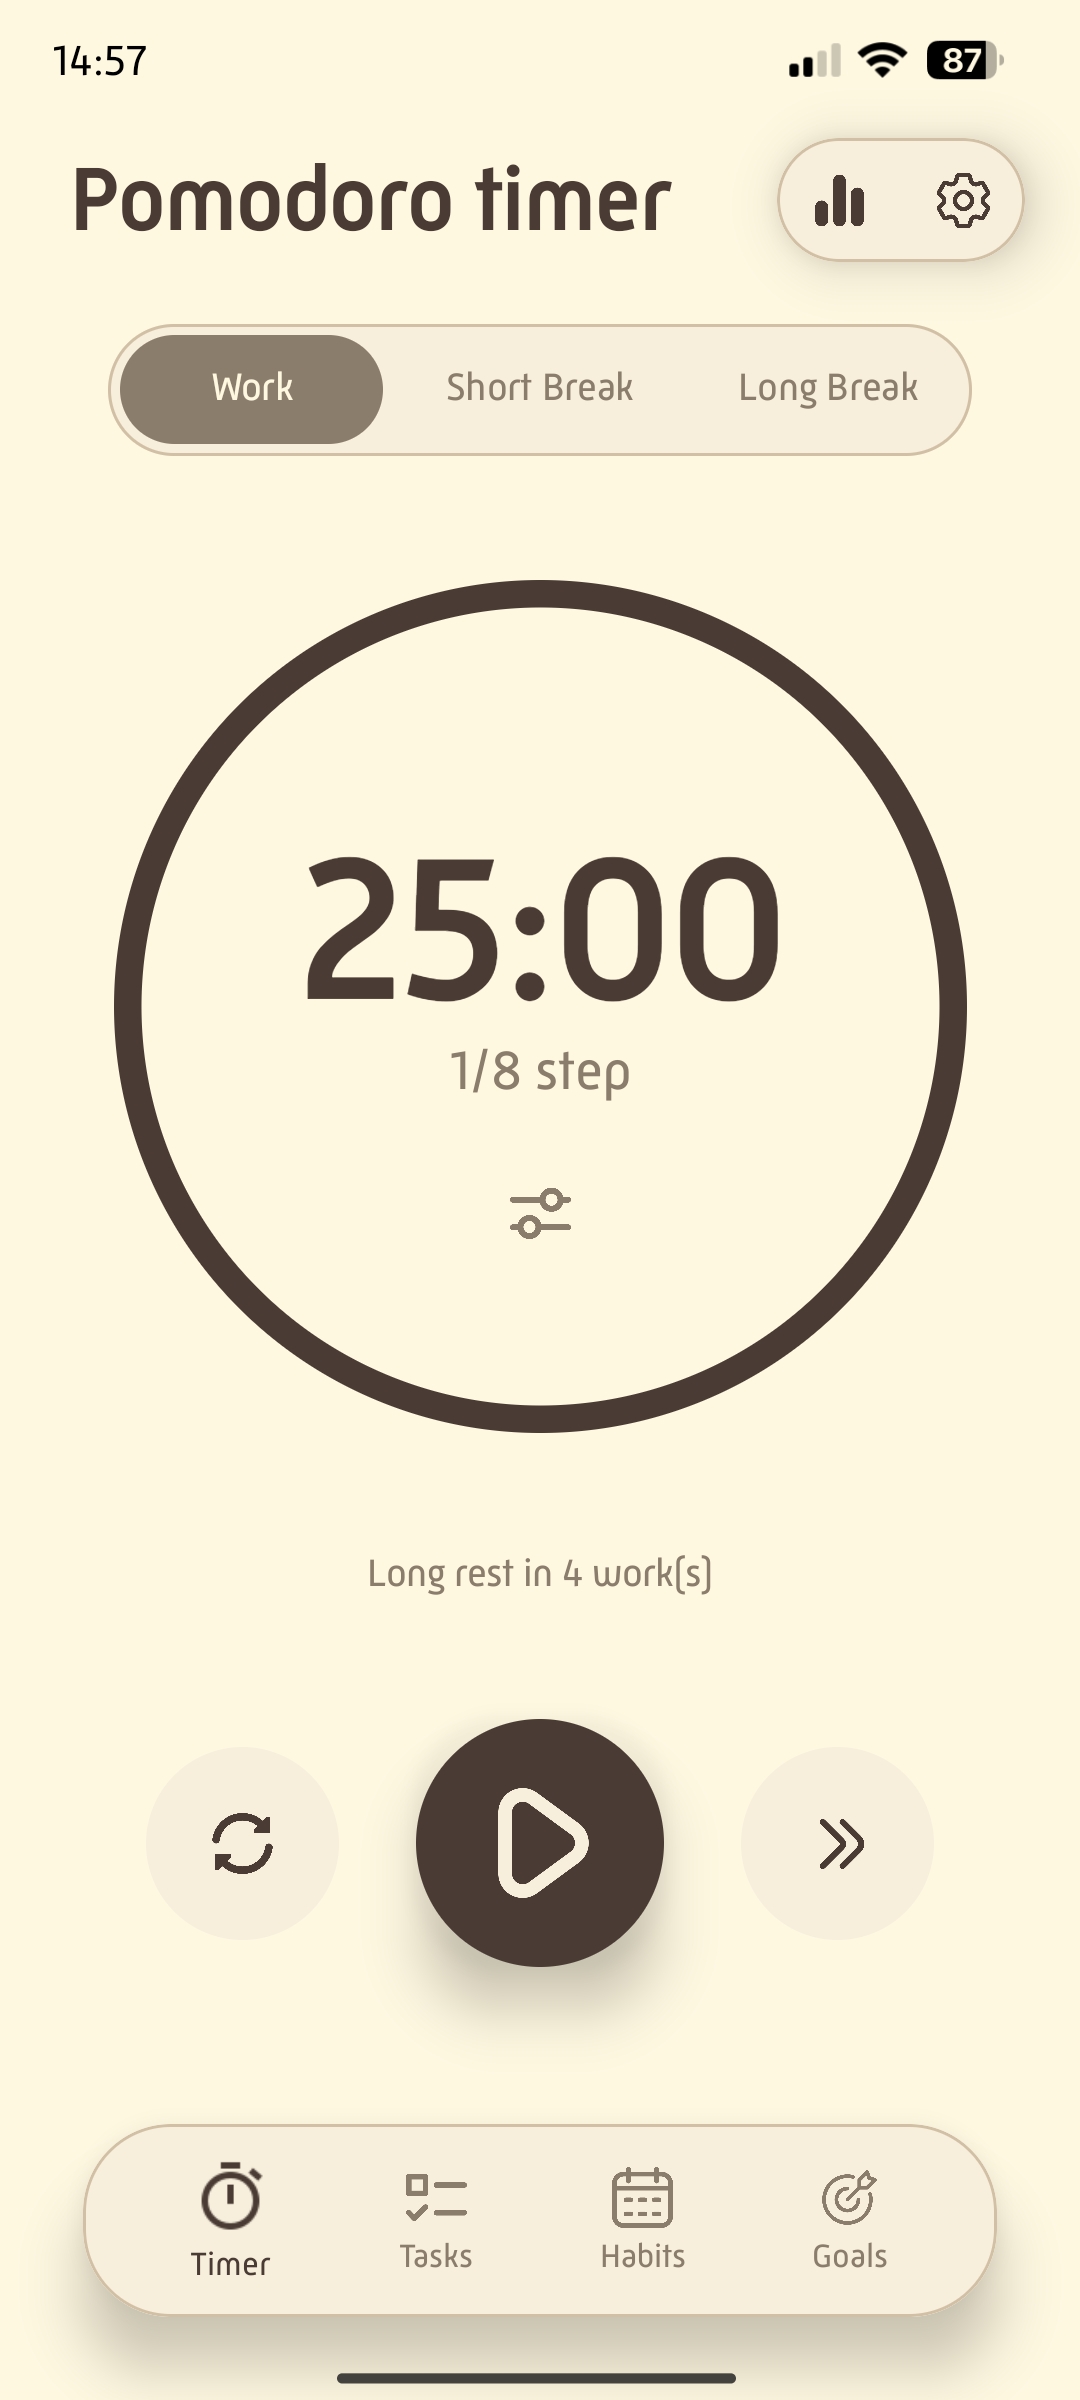 14:57
87
Pomodoro timer
Work Short Break Long Break
25:00
1/8 step
Long rest in 4 work(s)
Timer Tasks Habits Goals